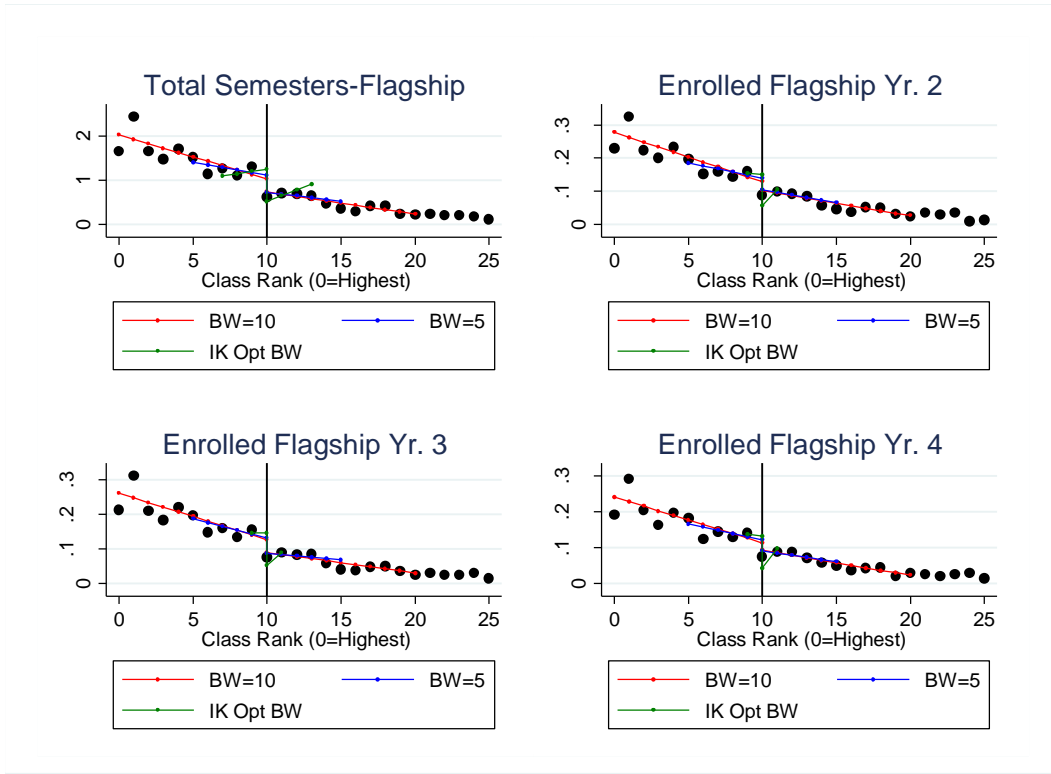 Total Semesters-Flagship
2
1
0
0 5 10 15 20 25
Class Rank (0=Highest)
BW=10 BW=5
IK Opt BW
Enrolled Flagship Yr. 2
.3
.2
.1
0
0 5 10 15 20 25
Class Rank (0=Highest)
BW=10 BW=5
IK Opt BW
Enrolled Flagship Yr. 3
.3
.2
.1
0
0 5 10 15 20 25
Class Rank (0=Highest)
BW=10 BW=5
IK Opt BW
Enrolled Flagship Yr. 4
.3
.2
.1
0
0 5 10 15 20 25
Class Rank (0=Highest)
BW=10 BW=5
IK Opt BW